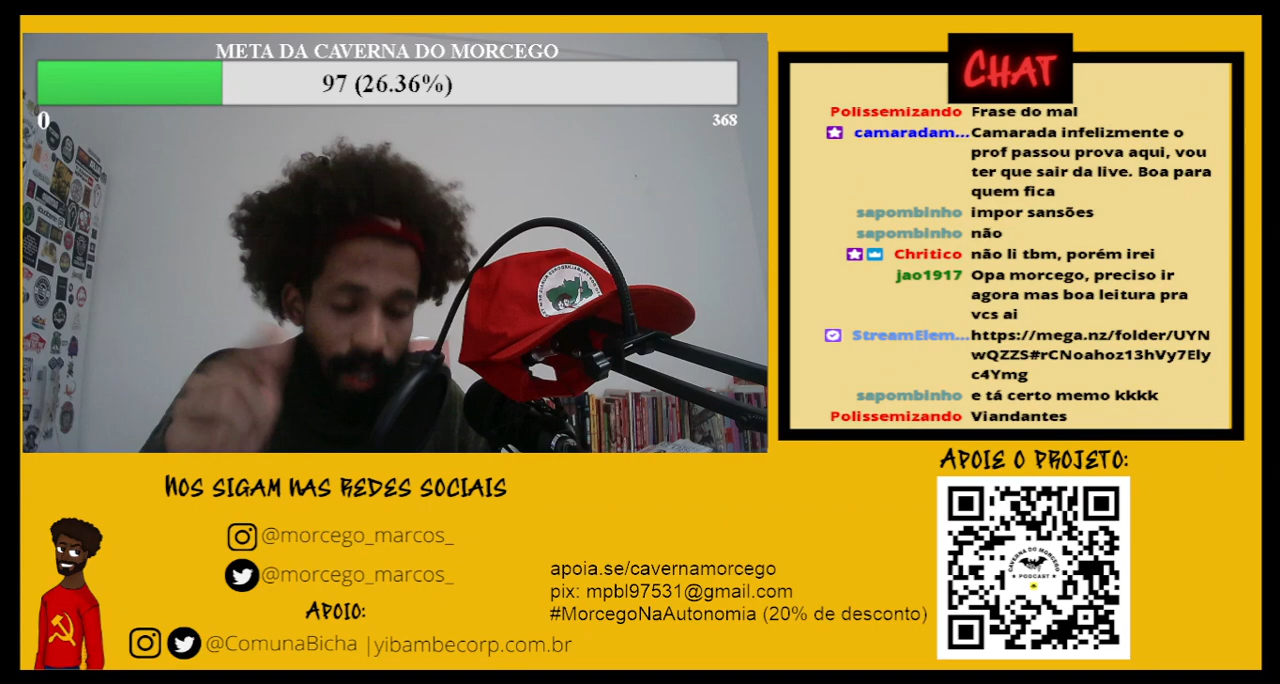 META DA CAVERNA DO MORCEGO
97 (26.36%)
0
368
CHAT
Polissemizando Frase do mal
camaradam... Camarada infelizmente o
prof passou prova aqui, vou
ter que sair da live. Boa para
quem fica
sapombinho impor sansões
sapombinho não
Chritico não li tbm, porém irei
jao1917 Opa morcego, preciso ir
agora mas boa leitura pra
vcs ai
StreamElem... https://mega.nz/folder/UYN
wQZZS#rCNoahoz13hVy7Ely
c4Ymg
sapombinho e tá certo memo kkkk
Polissemizando Viandantes
NOS SIGAM NAS REDES SOCIAIS
@morcego_marcos_
@morcego_marcos_
APOIO:
@ComunaBicha |yibambecorp.com.br
apoia.se/cavernamorcego
pix: mpbl97531@gmail.com
#MorcegoNaAutonomia (20% de desconto)
APOIE O PROJETO:
CAVERNA DO MORCEGO
PODCAST